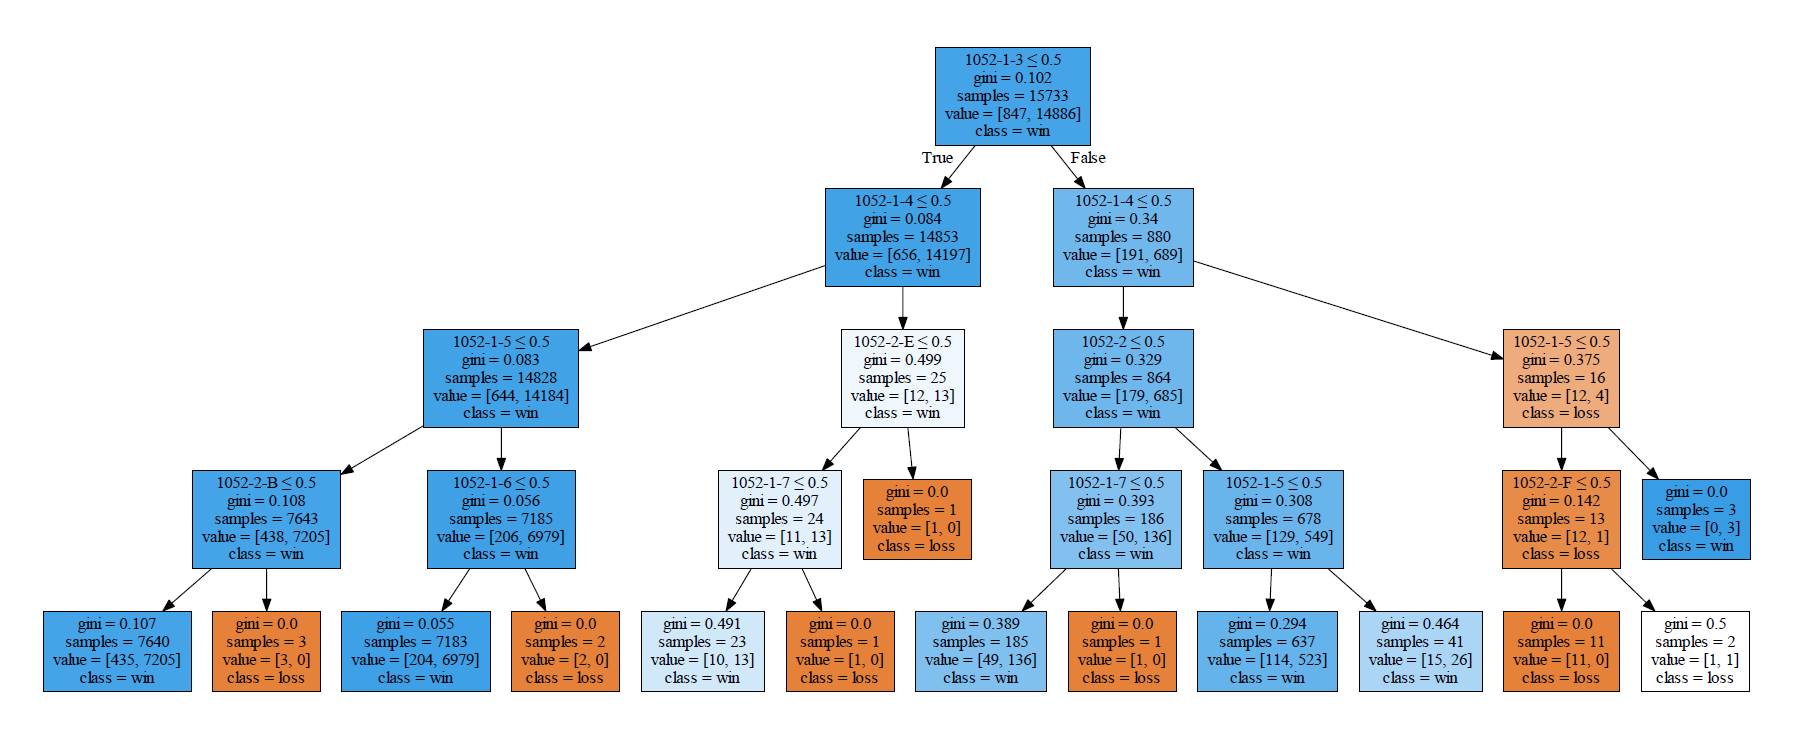 1052-1-3 ≤ 0.5
gini = 0.102
samples = 15733
value = [847, 14886]
class = win
True
False
1052-1-4 ≤ 0.5
gini = 0.084
samples = 14853
value = [656, 14197]
class = win
1052-1-4 ≤ 0.5
gini = 0.34
samples = 880
value = [191, 689]
class = win
1052-1-5 ≤ 0.5
gini = 0.083
samples = 14828
value = [644, 14184]
class = win
1052-2-E ≤ 0.5
gini = 0.499
samples = 25
value = [12, 13]
class = win
1052-2 ≤ 0.5
gini = 0.329
samples = 864
value = [179, 685]
class = win
1052-1-5 ≤ 0.5
gini = 0.375
samples = 16
value = [12, 4]
class = loss
1052-2-B ≤ 0.5
gini = 0.108
samples = 7643
value = [438, 7205]
class = win
1052-1-6 ≤ 0.5
gini = 0.056
samples = 7185
value = [206, 6979]
class = win
1052-1-7 ≤ 0.5
gini = 0.497
samples = 24
value = [11, 13]
class = win
gini = 0.0
samples = 1
value = [1, 0]
class = loss
1052-1-7 ≤ 0.5
gini = 0.393
samples = 186
value = [50, 136]
class = win
1052-1-5 ≤ 0.5
gini = 0.308
samples = 678
value = [129, 549]
class = win
1052-2-F ≤ 0.5
gini = 0.142
samples = 13
value = [12, 1]
class = loss
gini = 0.0
samples = 3
value = [0, 3]
class = win
gini = 0.107
samples = 7640
value = [435, 7205]
class = win
gini = 0.0
samples = 3
value = [3, 0]
class = loss
gini = 0.055
samples = 7183
value = [204, 6979]
class = win
gini = 0.0
samples = 2
value = [2, 0]
class = loss
gini = 0.491
samples = 23
value = [10, 13]
class = win
gini = 0.0
samples = 1
value = [1, 0]
class = loss
gini = 0.389
samples = 185
value = [49, 136]
class = win
gini = 0.0
samples = 1
value = [1, 0]
class = loss
gini = 0.294
samples = 637
value = [114, 523]
class = win
gini = 0.464
samples = 41
value = [15, 26]
class = win
gini = 0.0
samples = 11
value = [11, 0]
class = loss
gini = 0.5
samples = 2
value = [1, 1]
class = loss